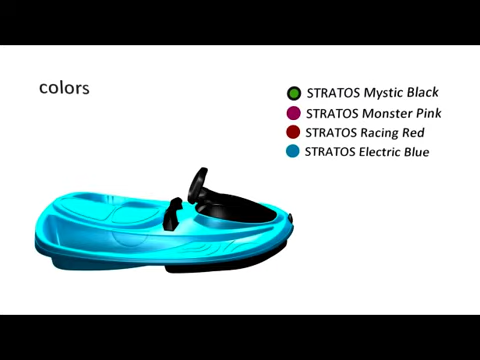 colors
STRATOS Mystic Black
STRATOS Monster Pink
STRATOS Racing Red
STRATOS Electric Blue